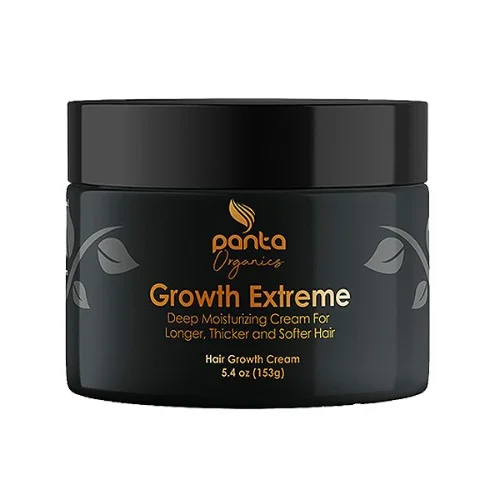 panta
Organics
Growth Extreme
Deep Moisturizing Cream For
Longer, Thicker and Softer Hair
Hair Growth Cream
5.4 oz (153g)